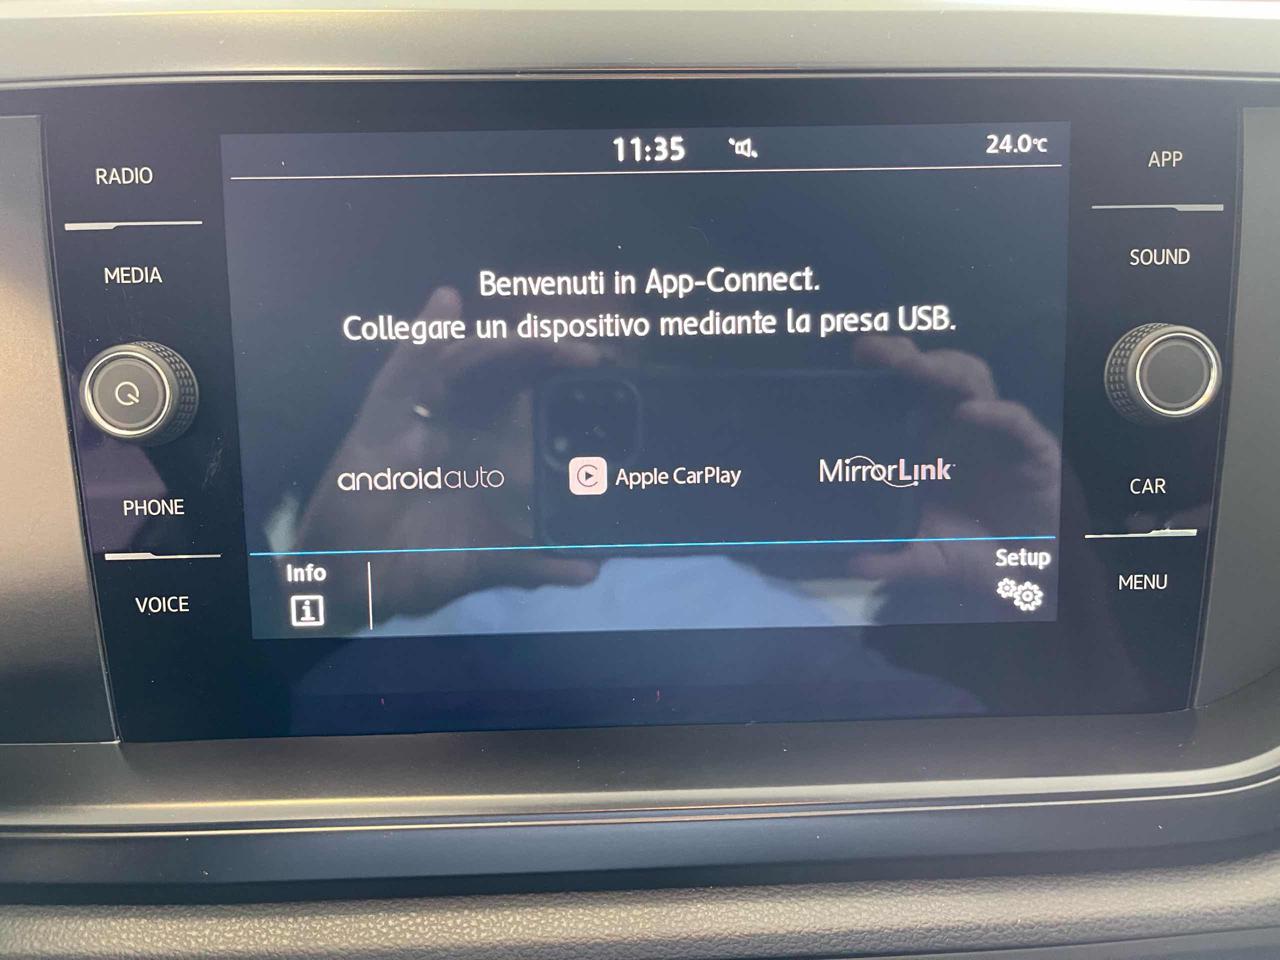 RADIO
MEDIA
PHONE
VOICE
11:35
24.0°C
Benvenuti in App-Connect.
Collegare un dispositivo mediante la presa USB.
androidauto
Apple CarPlay
MirrorLink
Info
i
Setup
APP
SOUND
CAR
MENU